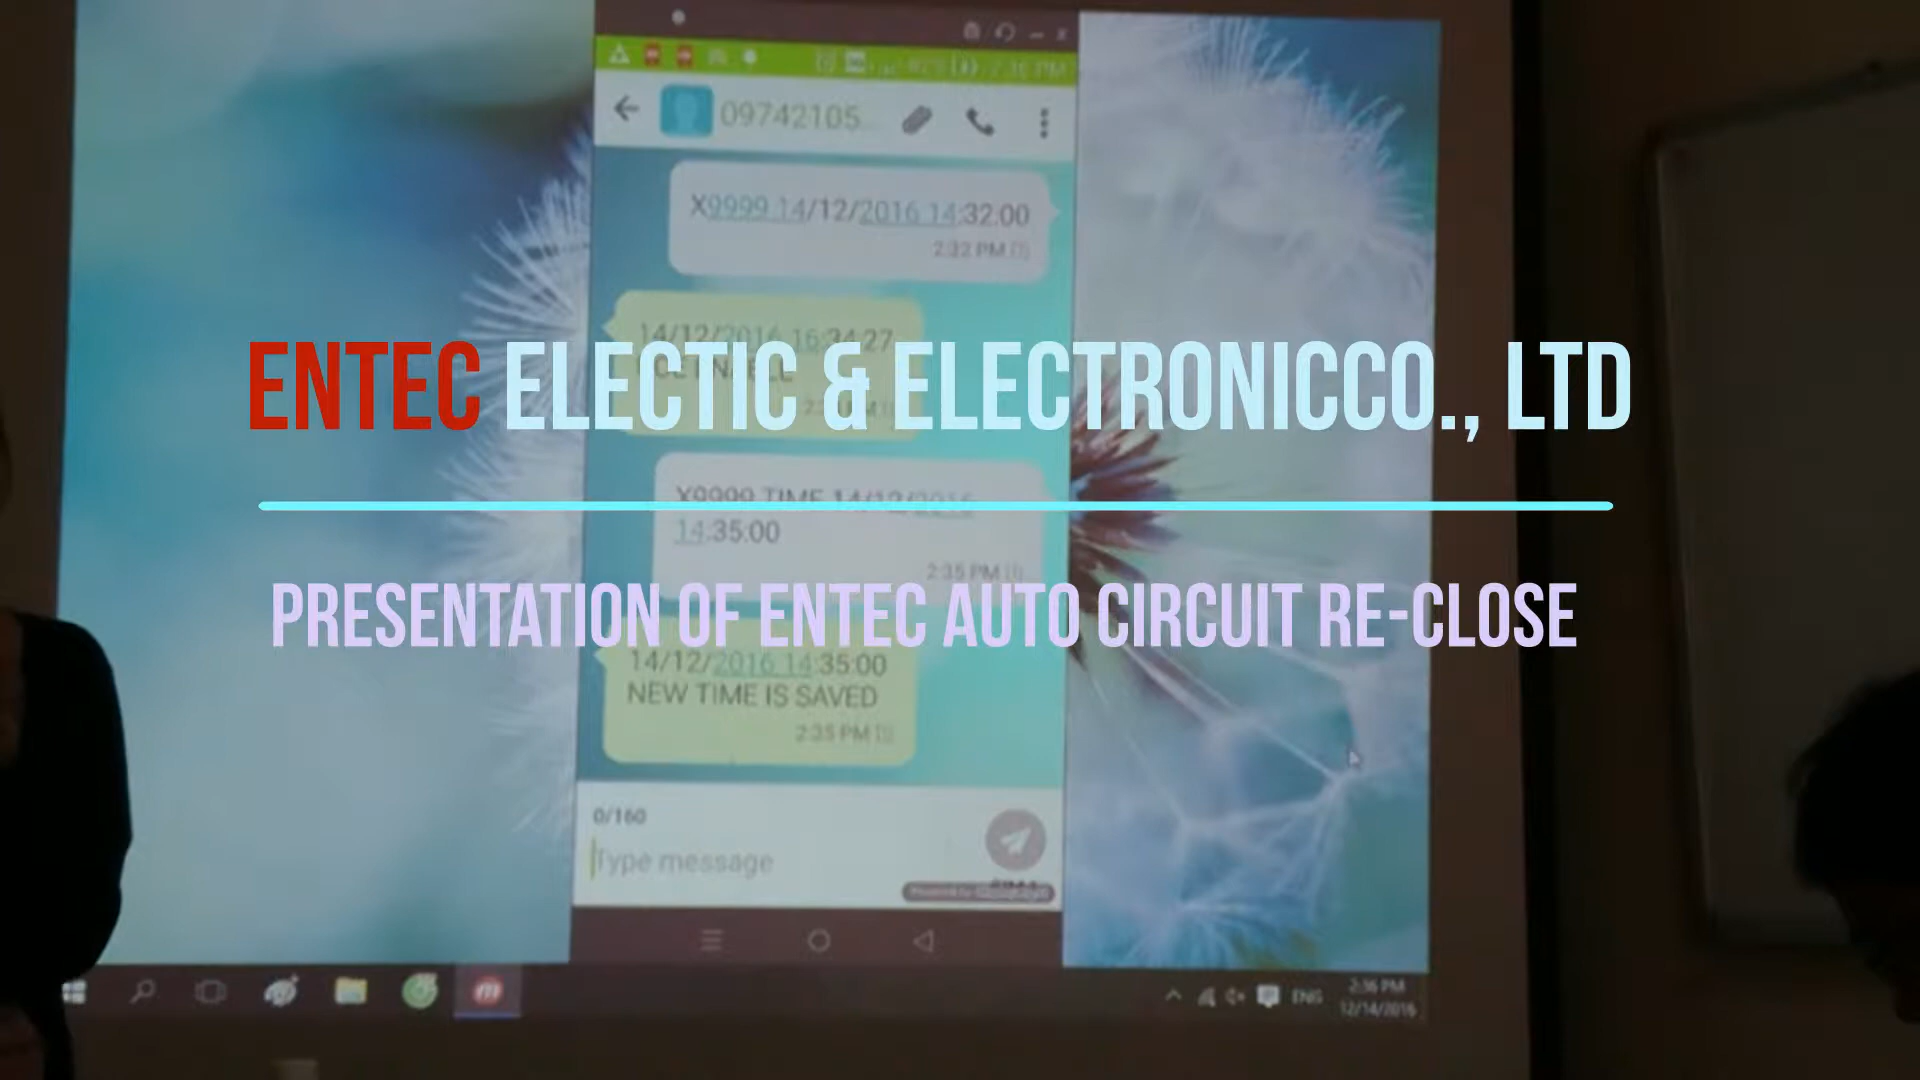 09742105...
X9999 14/12/2016 14:32:00
2:32 PM
14/12/2016 16:34:27
ENTEC ELECTIC & ELECTRONICCO., LTD
X9999 TIME 14/12/2016
14:35:00
2:35 PM
PRESENTATION OF ENTEC AUTO CIRCUIT RE-CLOSE
14/12/2016 14:35:00
NEW TIME IS SAVED
2:35 PM
0/160
Type message
ENG
2:36 PM
12/14/2016